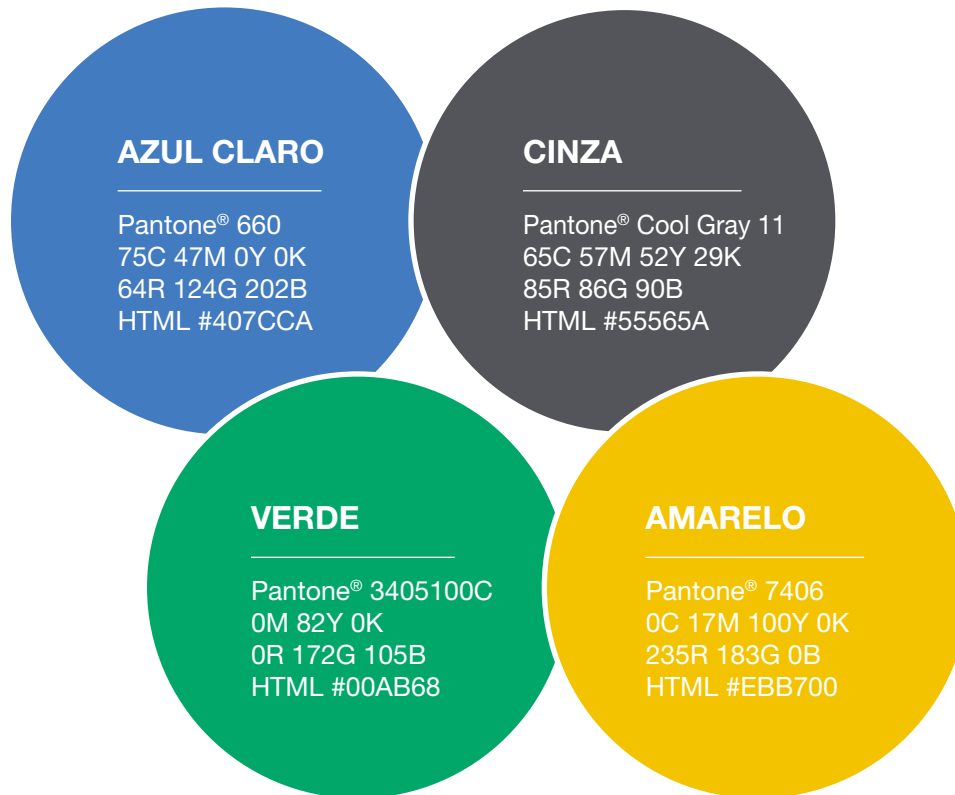 AZUL CLARO
Pantone® 660
75C 47M 0Y 0K
64R 124G 202B
HTML #407CCA
CINZA
Pantone® Cool Gray 11
65C 57M 52Y 29K
85R 86G 90B
HTML #55565A
VERDE
Pantone® 3405100C
0M 82Y 0K
0R 172G 105B
HTML #00AB68
AMARELO
Pantone® 7406
0C 17M 100Y 0K
235R 183G 0B
HTML #EBB700